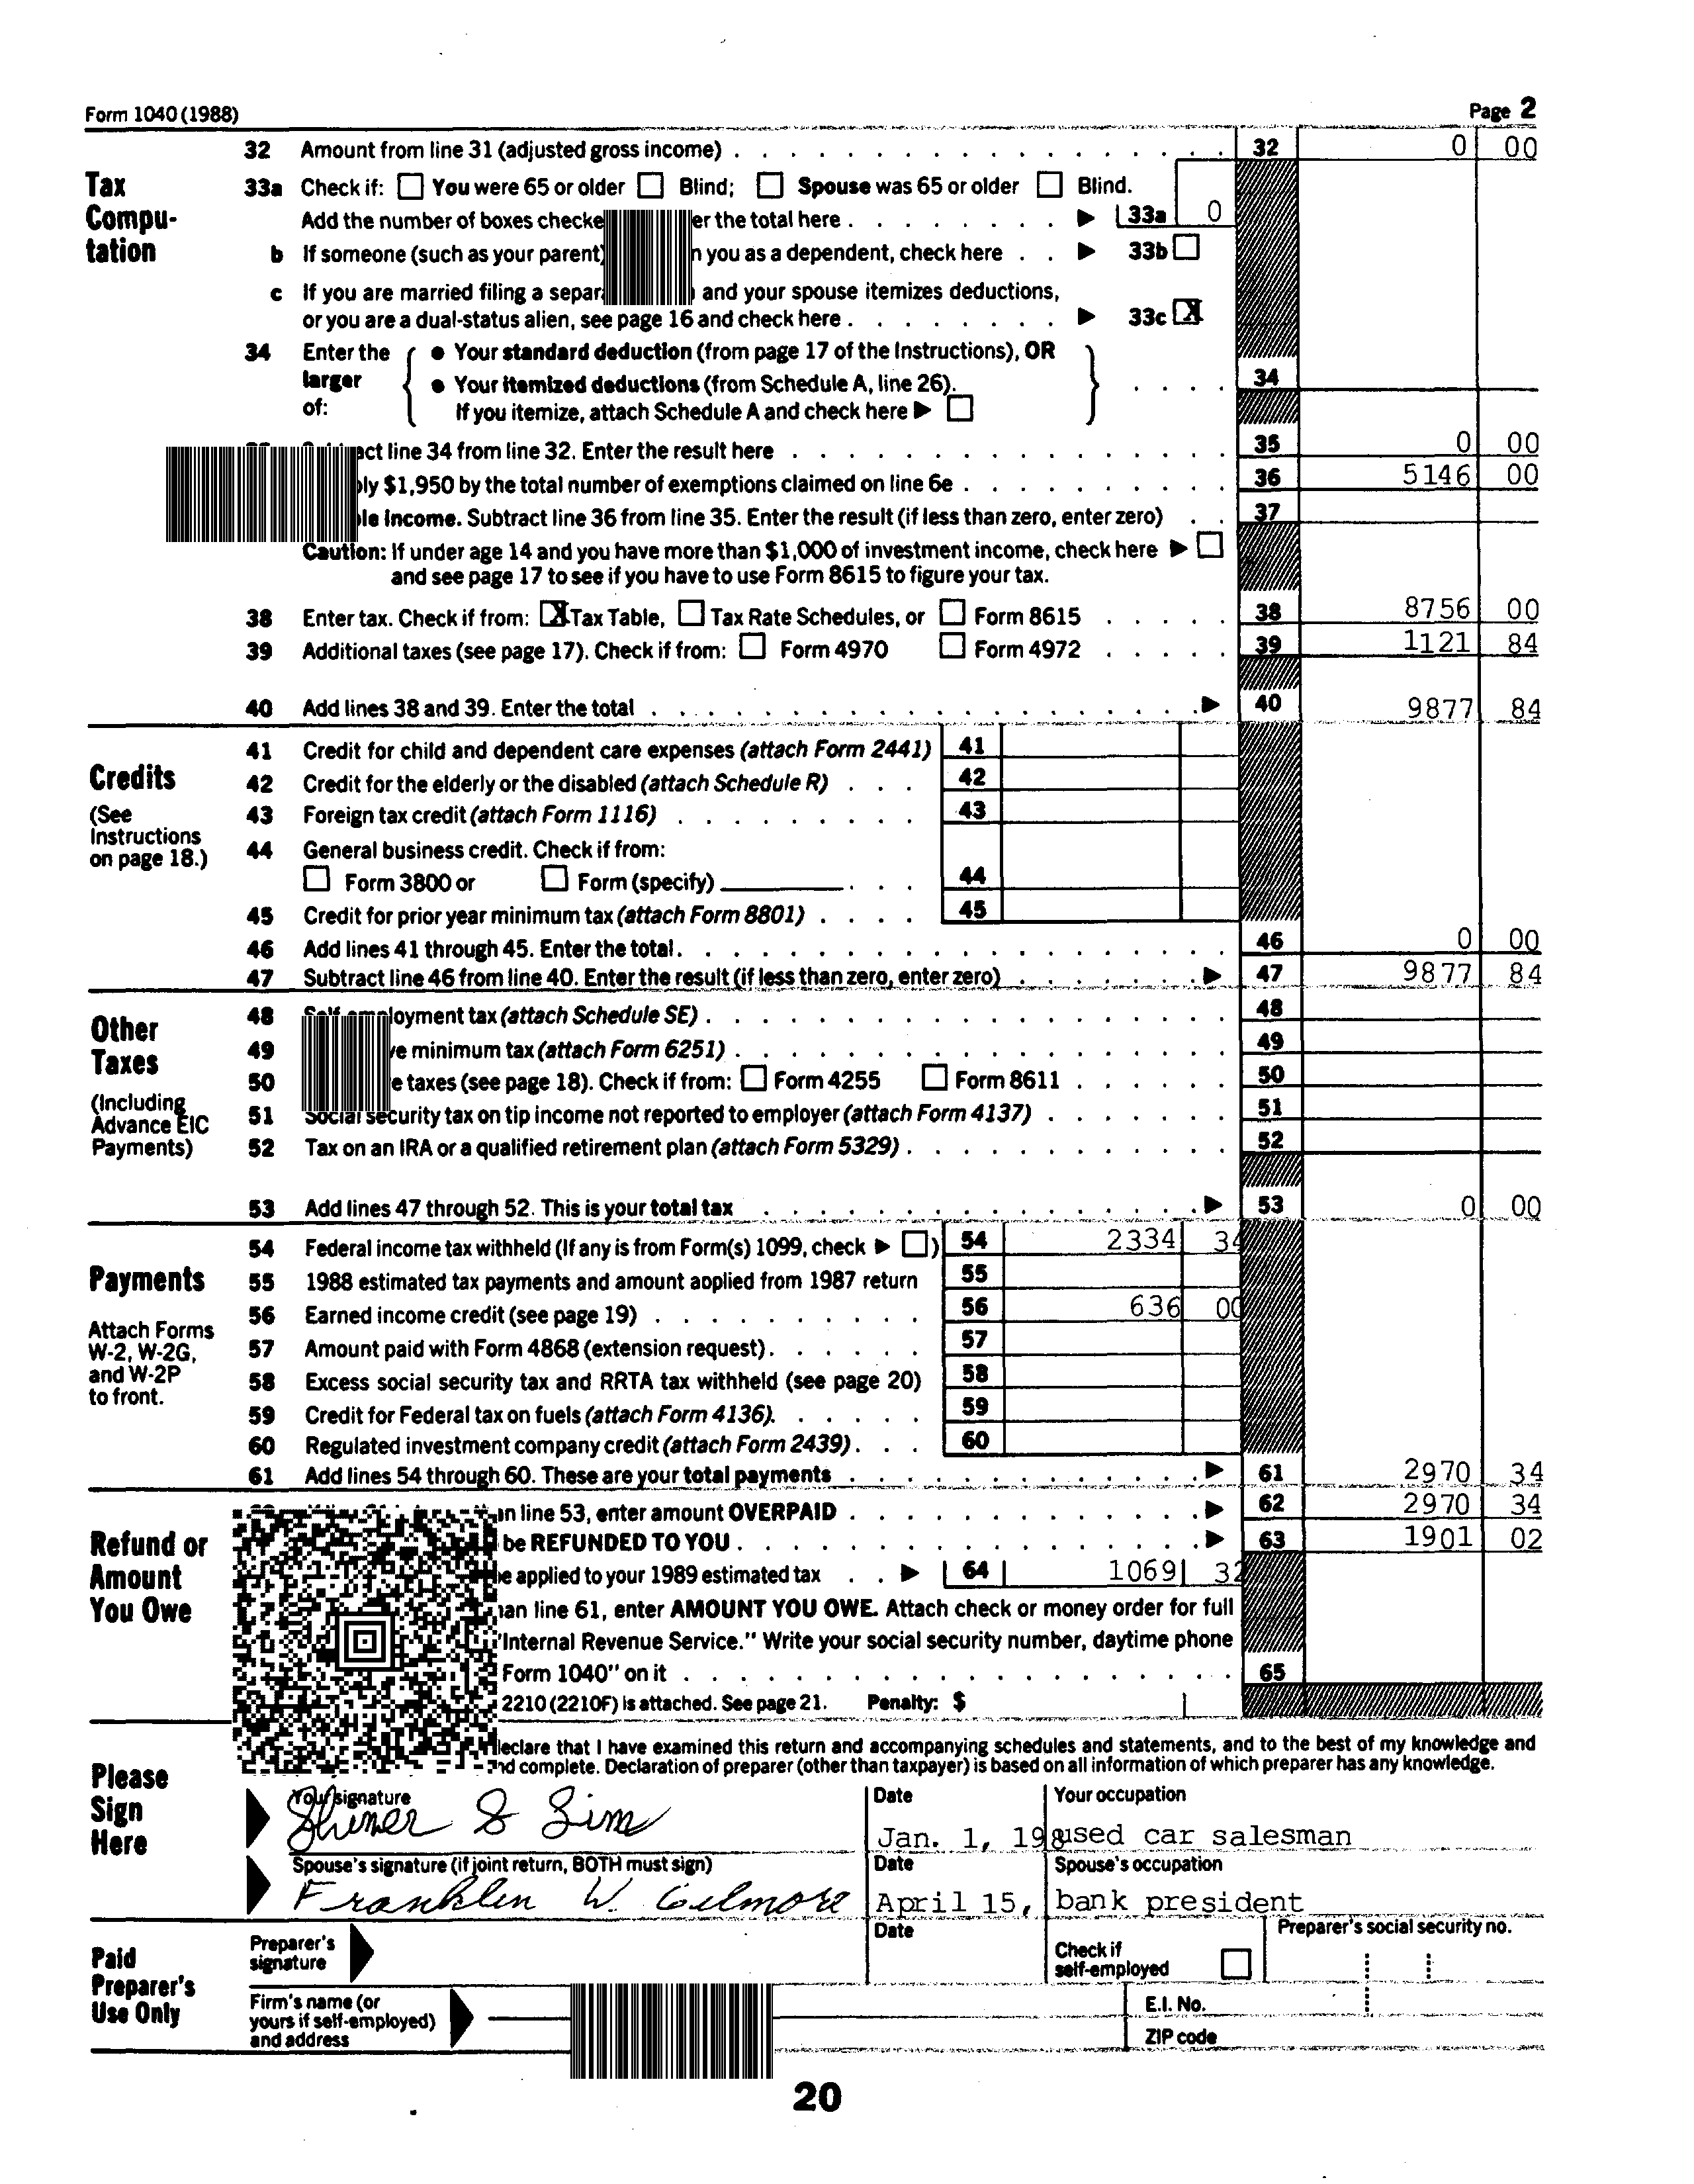 Form 1040 (1988) Page 2
32 Amount from line 31 (adjusted gross income) 32 0 00
Tax Compu- tation
33a Check if: You were 65 or older Blind; Spouse was 65 or older Blind.
Add the number of boxes checke er the total here 33a 0
b If someone (such as your parent) n you as a dependent, check here 33b
c If you are married filing a separ and your spouse itemizes deductions,
or you are a dual-status alien, see page 16 and check here 33c X
34 Enter the larger of:
● Your standard deduction (from page 17 of the Instructions), OR
● Your itemized deductions (from Schedule A, line 26).
If you itemize, attach Schedule A and check here
34
act line 34 from line 32. Enter the result here 35 0 00
ly $1,950 by the total number of exemptions claimed on line 6e 36 5146 00
le income. Subtract line 36 from line 35. Enter the result (if less than zero, enter zero) 37
Caution: If under age 14 and you have more than $1,000 of investment income, check here
and see page 17 to see if you have to use Form 8615 to figure your tax.
38 Enter tax. Check if from: X Tax Table, Tax Rate Schedules, or Form 8615 38 8756 00
39 Additional taxes (see page 17). Check if from: Form 4970 Form 4972 39 1121 84
40 Add lines 38 and 39. Enter the total 40 9877 84
Credits
(See Instructions on page 18.)
41 Credit for child and dependent care expenses (attach Form 2441) 41
42 Credit for the elderly or the disabled (attach Schedule R) 42
43 Foreign tax credit (attach Form 1116) 43
44 General business credit. Check if from:
Form 3800 or Form (specify) 44
45 Credit for prior year minimum tax (attach Form 8801) 45
46 Add lines 41 through 45. Enter the total. 46 0 00
47 Subtract line 46 from line 40. Enter the result (if less than zero, enter zero) 47 9877 84
Other Taxes
(Including Advance EIC Payments)
48 Self-employment tax (attach Schedule SE) 48
49 ve minimum tax (attach Form 6251) 49
50 e taxes (see page 18). Check if from: Form 4255 Form 8611 50
51 Social security tax on tip income not reported to employer (attach Form 4137) 51
52 Tax on an IRA or a qualified retirement plan (attach Form 5329) 52
53 Add lines 47 through 52. This is your total tax 53 0 00
Payments
Attach Forms W-2, W-2G, and W-2P to front.
54 Federal income tax withheld (If any is from Form(s) 1099, check ) 54 2334 34
55 1988 estimated tax payments and amount applied from 1987 return 55
56 Earned income credit (see page 19) 56 636 00
57 Amount paid with Form 4868 (extension request) 57
58 Excess social security tax and RRTA tax withheld (see page 20) 58
59 Credit for Federal tax on fuels (attach Form 4136) 59
60 Regulated investment company credit (attach Form 2439) 60
61 Add lines 54 through 60. These are your total payments 61 2970 34
Refund or Amount You Owe
an line 53, enter amount OVERPAID 62 2970 34
be REFUNDED TO YOU 63 1901 02
be applied to your 1989 estimated tax 64 1069 32
han line 61, enter AMOUNT YOU OWE. Attach check or money order for full
"Internal Revenue Service." Write your social security number, daytime phone
Form 1040" on it 65
2210 (2210F) is attached. See page 21. Penalty: $
declare that I have examined this return and accompanying schedules and statements, and to the best of my knowledge and
nd complete. Declaration of preparer (other than taxpayer) is based on all information of which preparer has any knowledge.
Please Sign Here
Your signature Date Your occupation
S Sim Jan. 1, 198 used car salesman
Spouse's signature (if joint return, BOTH must sign) Date Spouse's occupation
Franklin W. Gilmore April 15, bank president
Paid Preparer's Use Only
Preparer's signature Date Check if self-employed Preparer's social security no.
Firm's name (or yours if self-employed) and address E.I. No.
ZIP code
20